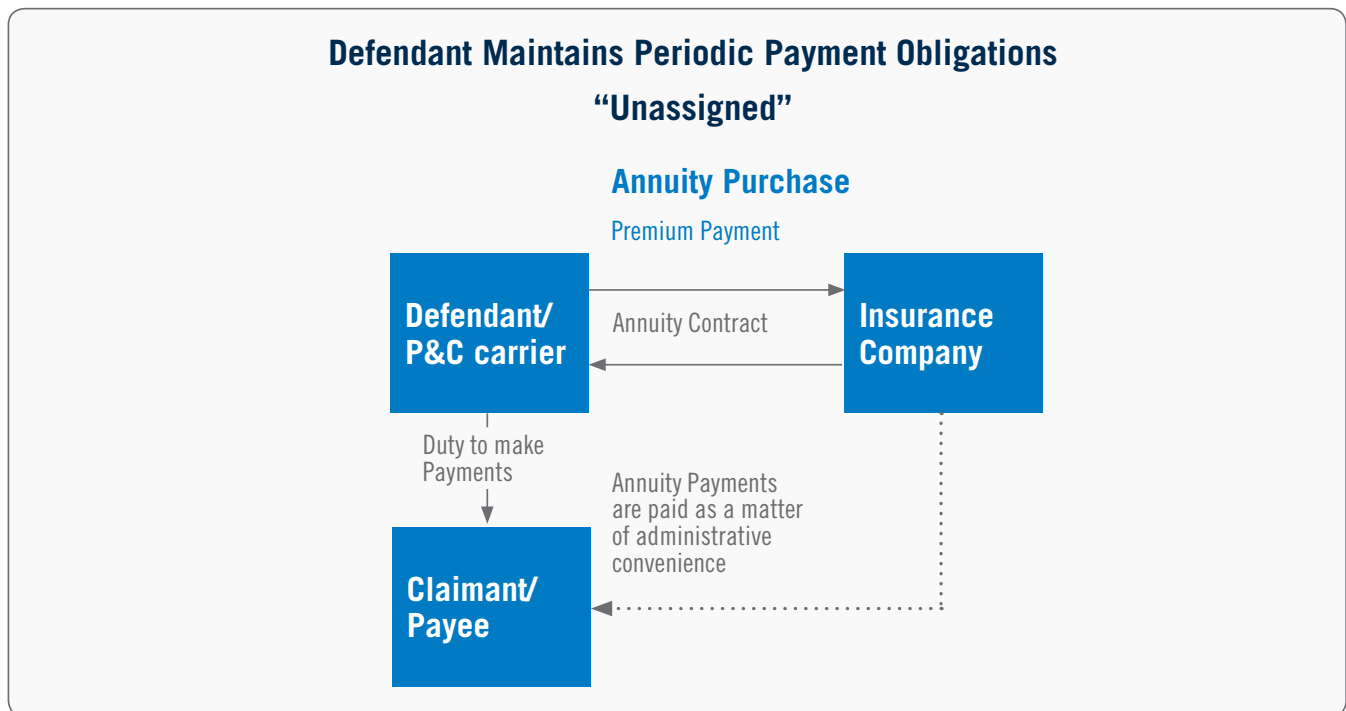 Defendant Maintains Periodic Payment Obligations
“Unassigned”
Annuity Purchase
Premium Payment
Defendant/
P&C carrier
Annuity Contract
Insurance
Company
Duty to make
Payments
Annuity Payments
are paid as a matter
of administrative
convenience
Claimant/
Payee